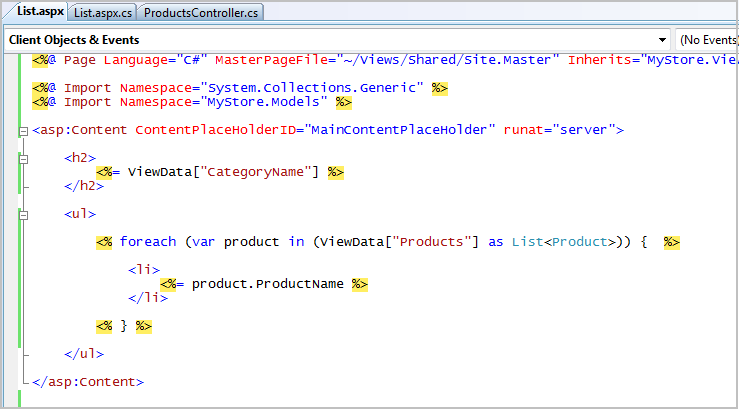 List.aspx List.aspx.cs ProductsController.cs
Client Objects & Events (No Events)
<%@ Page Language="C#" MasterPageFile="~/Views/Shared/Site.Master" Inherits="MyStore.Vie
<%@ Import Namespace="System.Collections.Generic" %>
<%@ Import Namespace="MyStore.Models" %>
<asp:Content ContentPlaceHolderID="MainContentPlaceHolder" runat="server">
<h2>
<%= ViewData["CategoryName"] %>
</h2>
<ul>
<% foreach (var product in (ViewData["Products"] as List<Product>)) { %>
<li>
<%= product.ProductName %>
</li>
<% } %>
</ul>
</asp:Content>